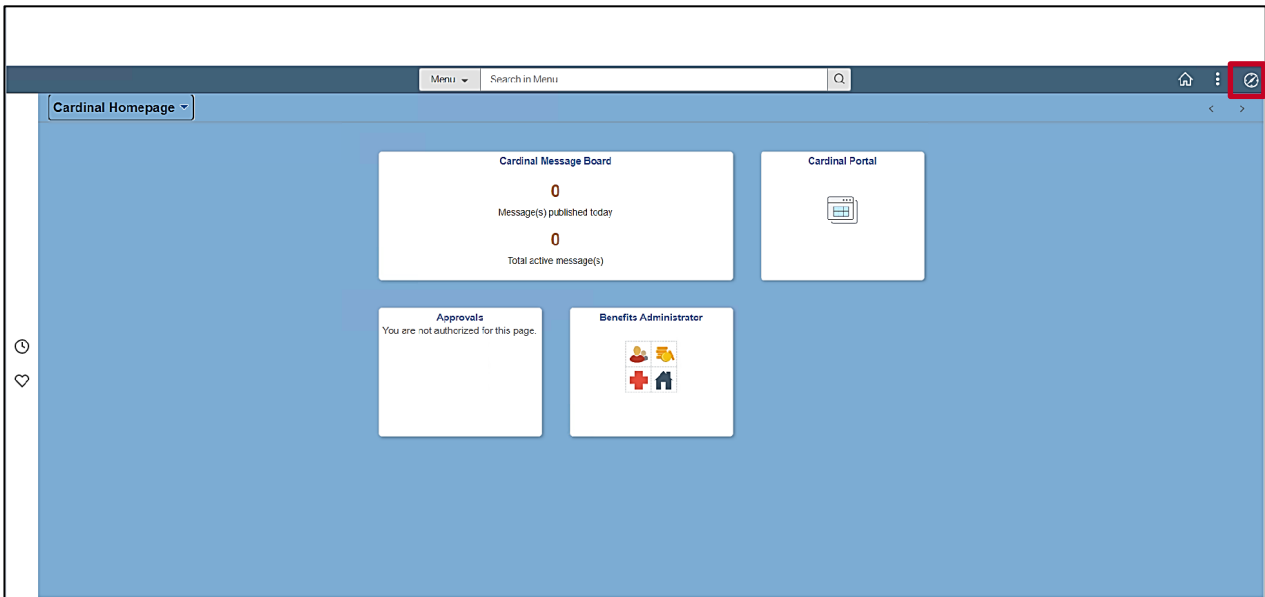 Menu
Search in Menu
Cardinal Homepage
Cardinal Message Board
0
Message(s) published today
0
Total active message(s)
Cardinal Portal
Approvals
You are not authorized for this page.
Benefits Administrator